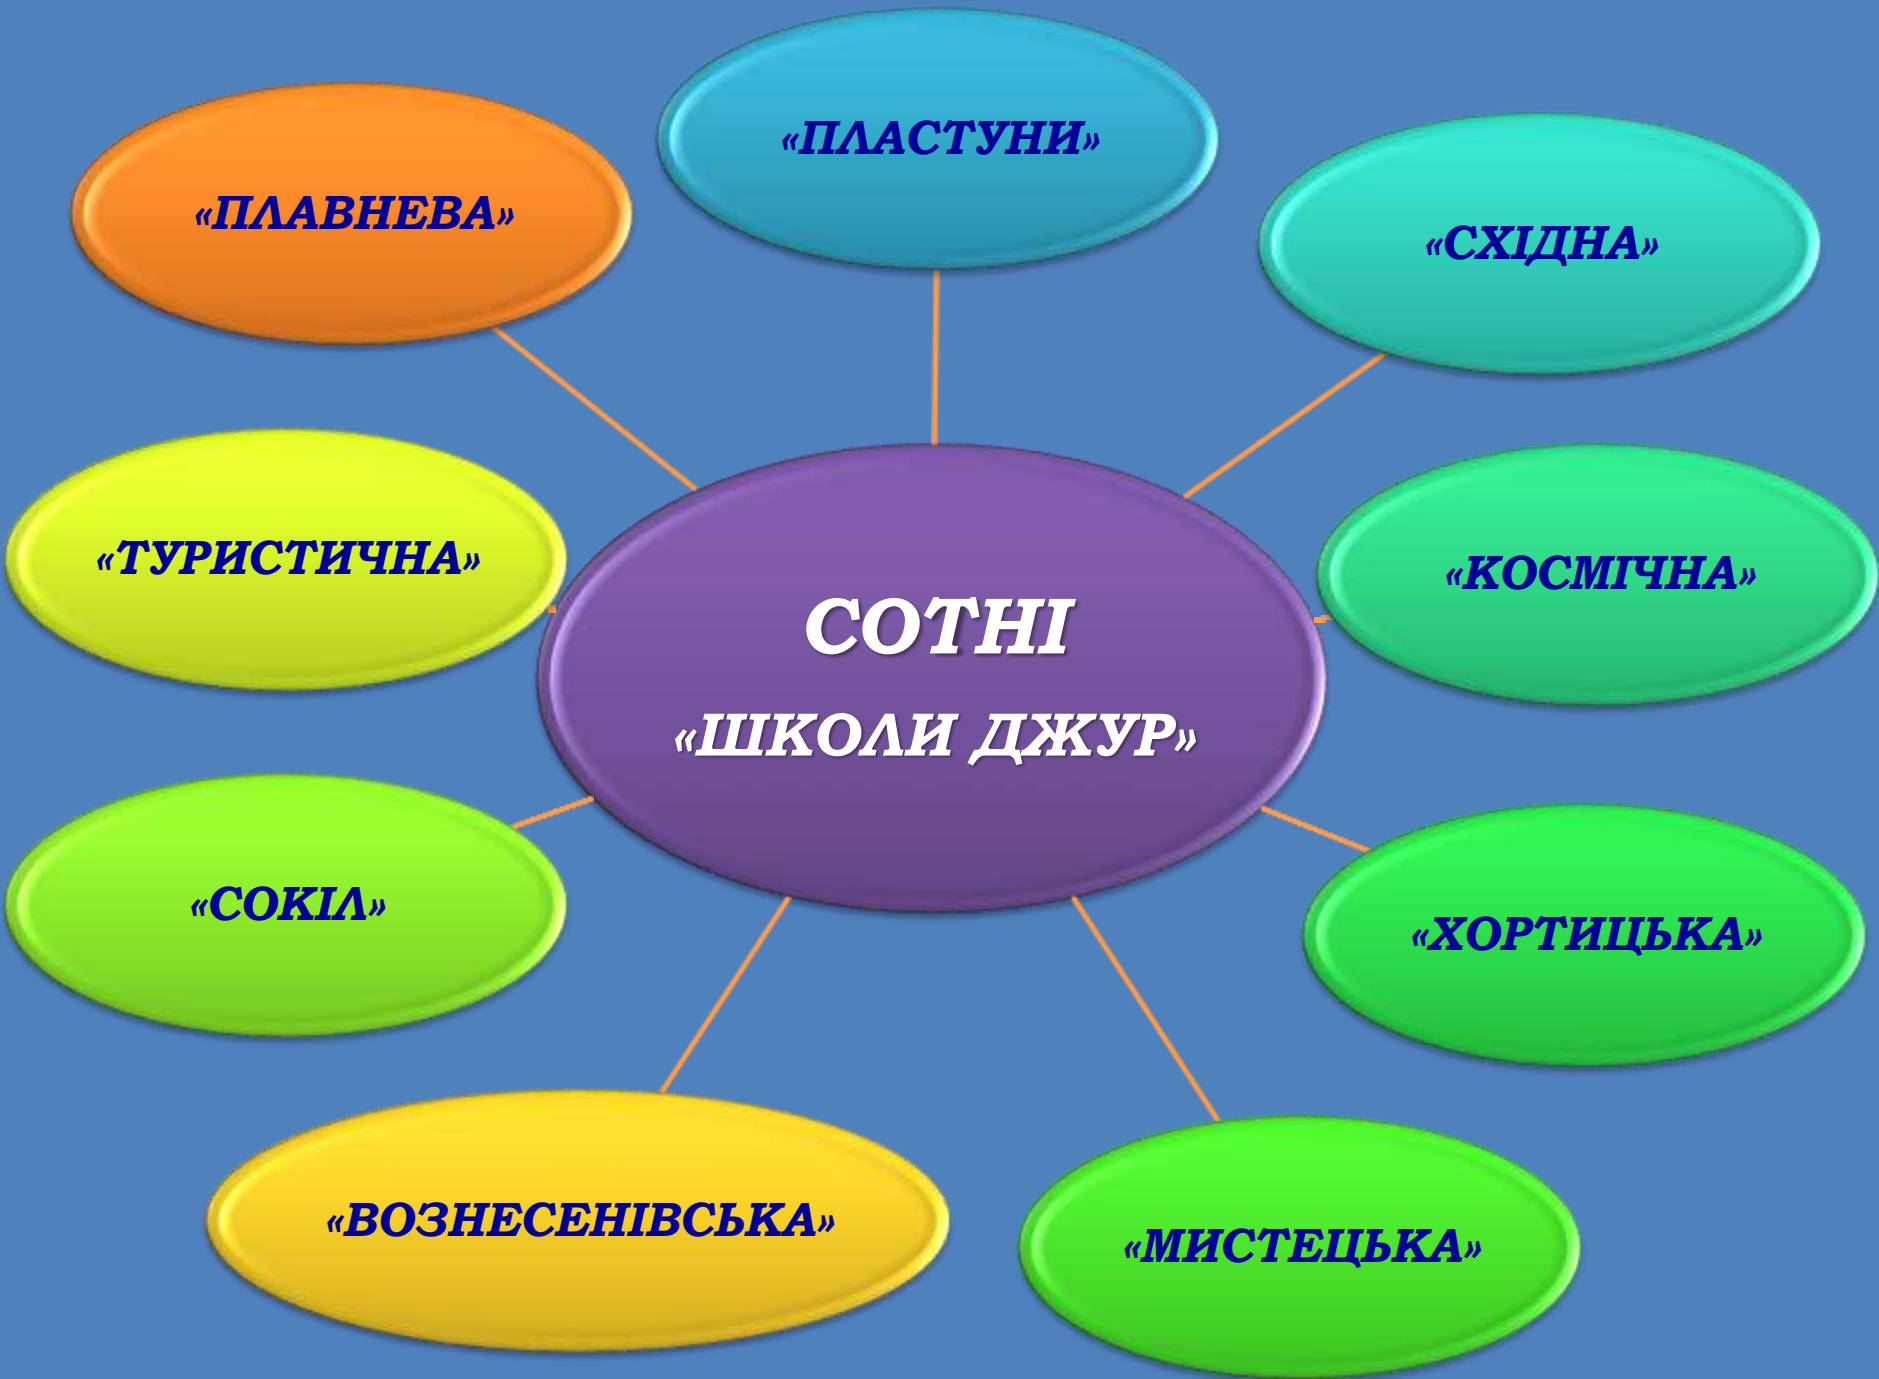 «ПЛАСТУНИ»
«ПЛАВНЕВА»
«СХІДНА»
«ТУРИСТИЧНА»
«КОСМІЧНА»
СОТНІ
«ШКОЛИ ДЖУР»
«СОКІЛ»
«ХОРТИЦЬКА»
«ВОЗНЕСЕНІВСЬКА»
«МИСТЕЦЬКА»